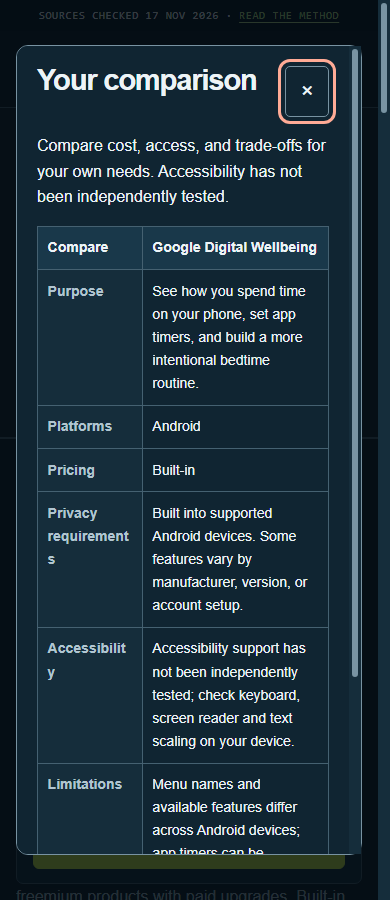 SOURCES CHECKED 17 NOV 2026 · READ THE METHOD
Your comparison
×
Compare cost, access, and trade-offs for
your own needs. Accessibility has not
been independently tested.
Compare Google Digital Wellbeing
Purpose See how you spend time
on your phone, set app
timers, and build a more
intentional bedtime
routine.
Platforms Android
Pricing Built-in
Privacy Built into supported
requirement Android devices. Some
s features vary by
manufacturer, version, or
account setup.
Accessibilit Accessibility support has
y not been independently
tested; check keyboard,
screen reader and text
scaling on your device.
Limitations Menu names and
available features differ
across Android devices;
app timers can be
freemium products with paid upgrades. Built-in